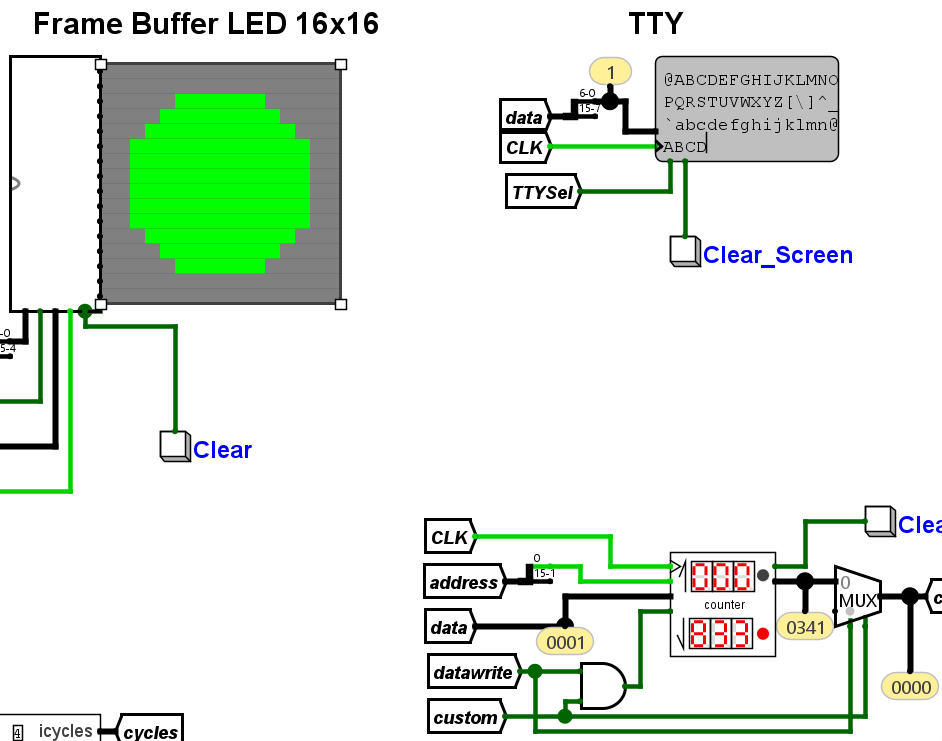 Frame Buffer LED 16x16
TTY
1
6-0
15-7
data
CLK
TTYSel
@ABCDEFGHIJKLMNO
PQRSTUVWXYZ[\]^_
`abcdefghijklmn@
ABCD
Clear_Screen
-0
5-4
Clear
CLK
address
0
15-1
data
0001
datawrite
custom
000
counter
833
0341
0
MUX
0000
Clea
c
4
icycles
cycles